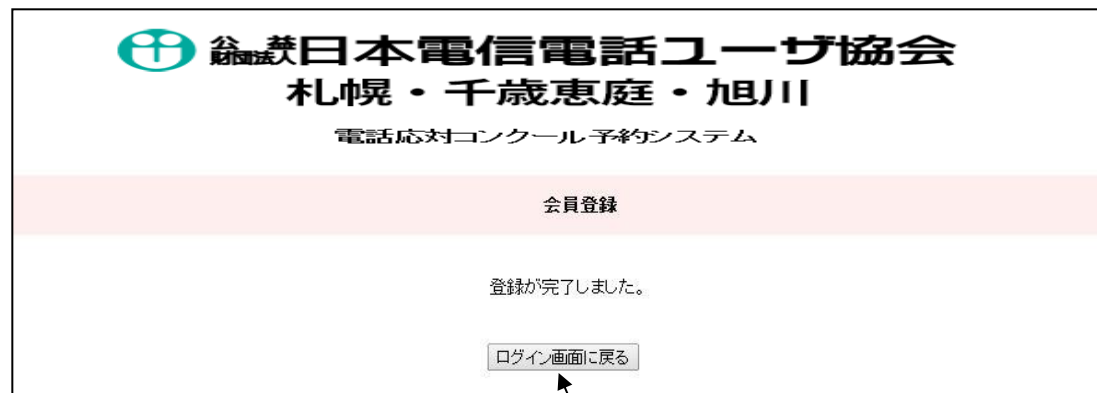 公益財団法人日本電信電話ユーザ協会
札幌・千歳恵庭・旭川
電話応対コンクール予約システム
会員登録
登録が完了しました。
ログイン画面に戻る